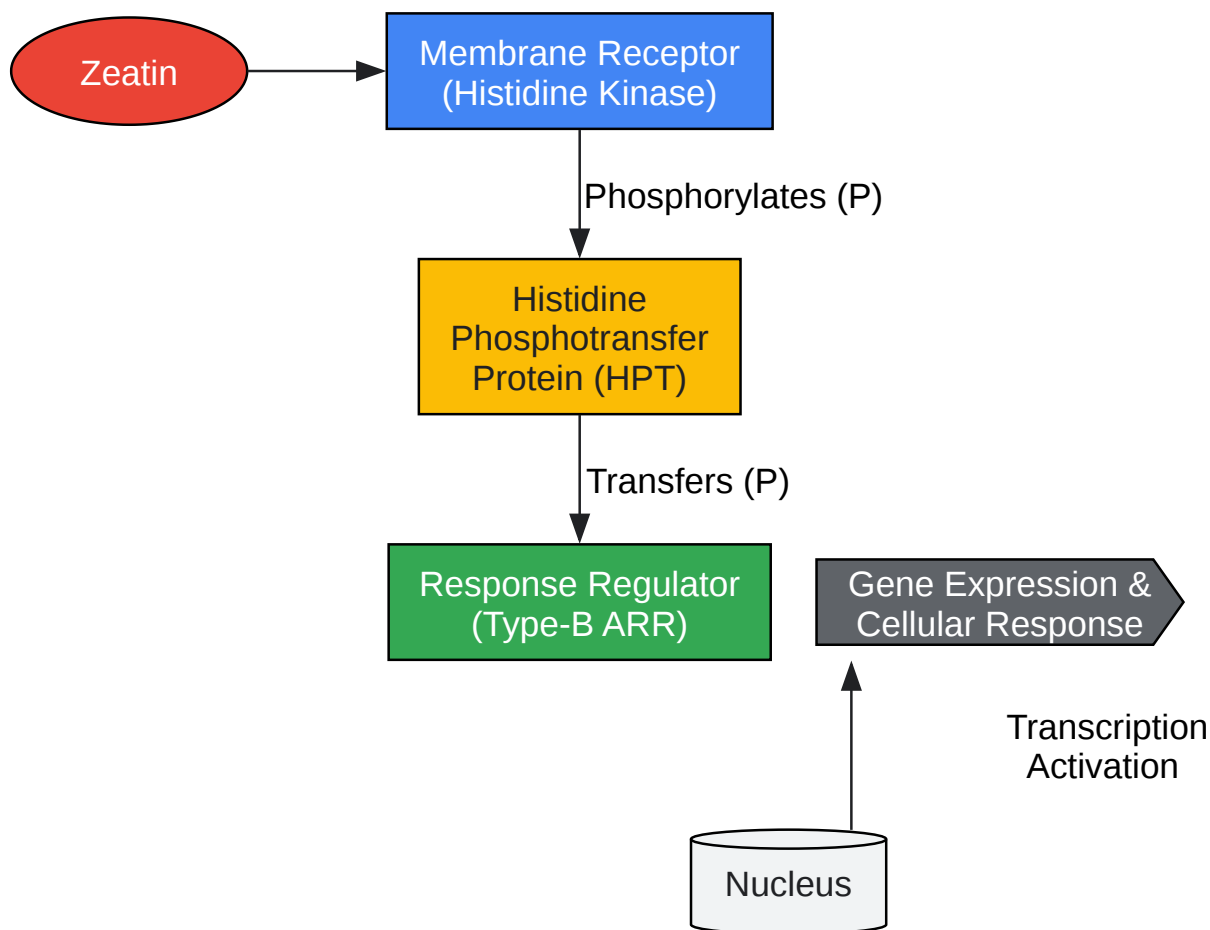 Zeatin
Membrane Receptor
(Histidine Kinase)
Phosphorylates (P)
Histidine
Phosphotransfer
Protein (HPT)
Transfers (P)
Response Regulator
(Type-B ARR)
Gene Expression &
Cellular Response
Transcription
Activation
Nucleus